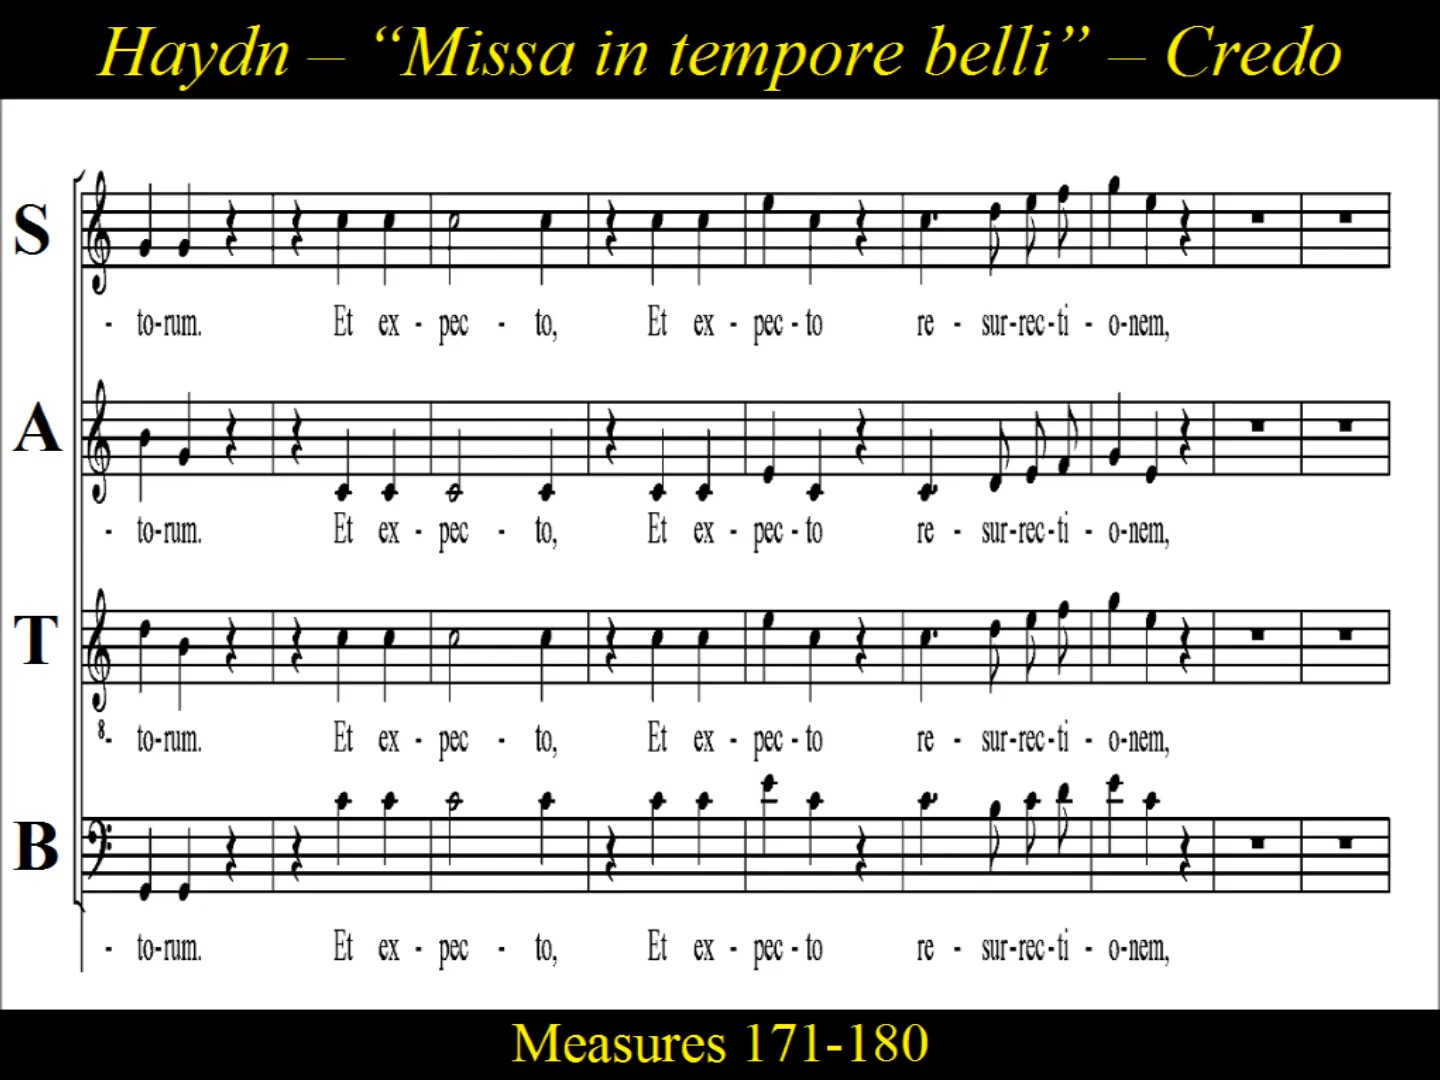 Haydn – “Missa in tempore belli” – Credo
S
- to-rum. Et ex - pec - to, Et ex - pec - to re - sur-rec-ti - o-nem,
A
- to-rum. Et ex - pec - to, Et ex - pec - to re - sur-rec-ti - o-nem,
T
8- to-rum. Et ex - pec - to, Et ex - pec - to re - sur-rec-ti - o-nem,
B
- to-rum. Et ex - pec - to, Et ex - pec - to re - sur-rec-ti - o-nem,
Measures 171-180